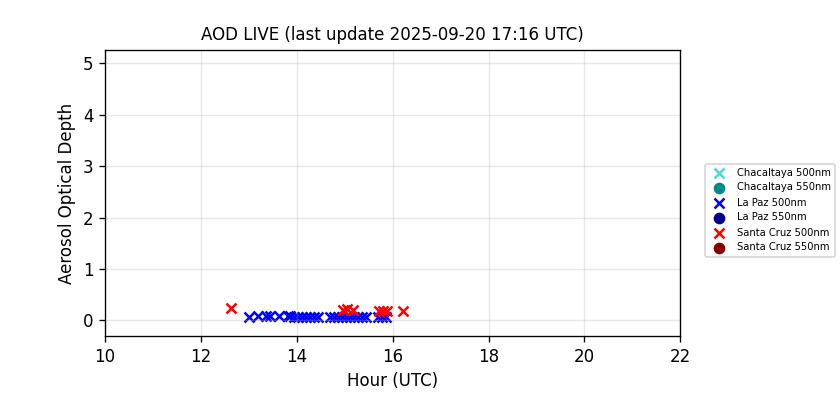 AOD LIVE (last update 2025-09-20 17:16 UTC)
Aerosol Optical Depth
5
4
3
2
1
0
10 12 14 16 18 20 22
Hour (UTC)
Chacaltaya 500nm
Chacaltaya 550nm
La Paz 500nm
La Paz 550nm
Santa Cruz 500nm
Santa Cruz 550nm